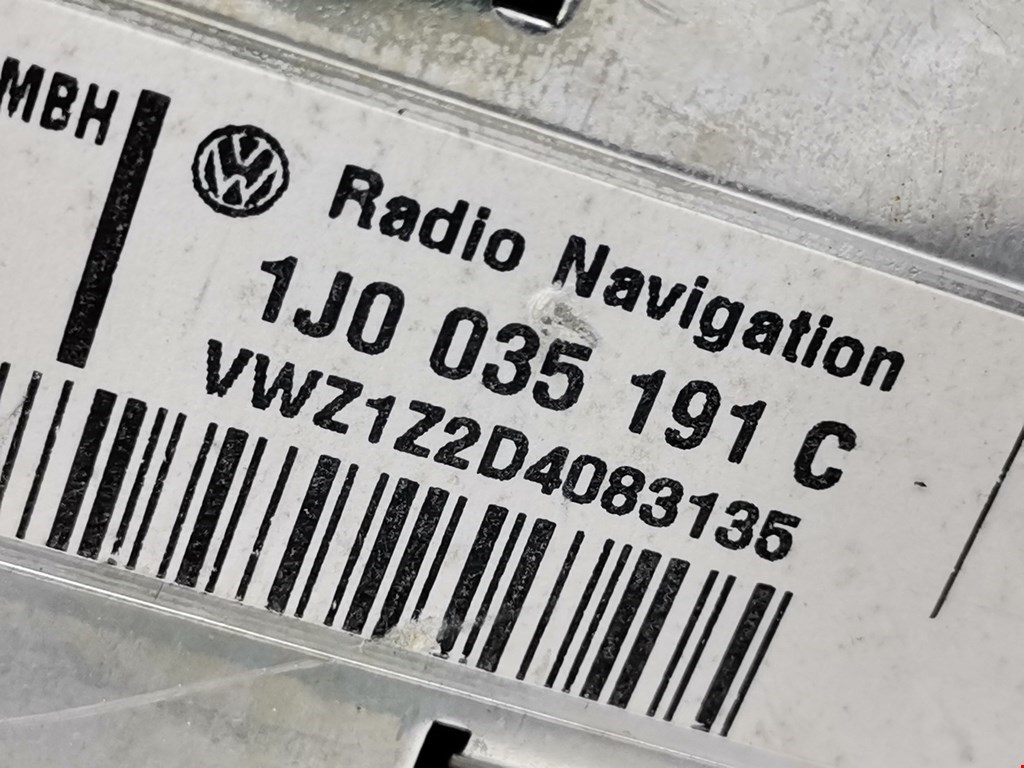 MBH
Radio Navigation
1J0 035 191 C
VWZ1Z2D4083135